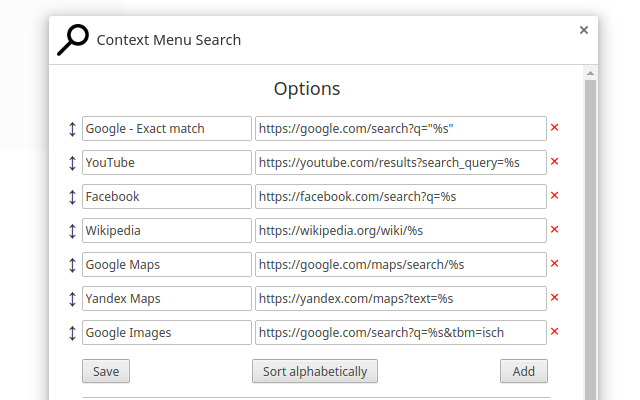 Context Menu Search
Options
Google - Exact match https://google.com/search?q="%s"
YouTube https://youtube.com/results?search_query=%s
Facebook https://facebook.com/search?q=%s
Wikipedia https://wikipedia.org/wiki/%s
Google Maps https://google.com/maps/search/%s
Yandex Maps https://yandex.com/maps?text=%s
Google Images https://google.com/search?q=%s&tbm=isch
Save Sort alphabetically Add